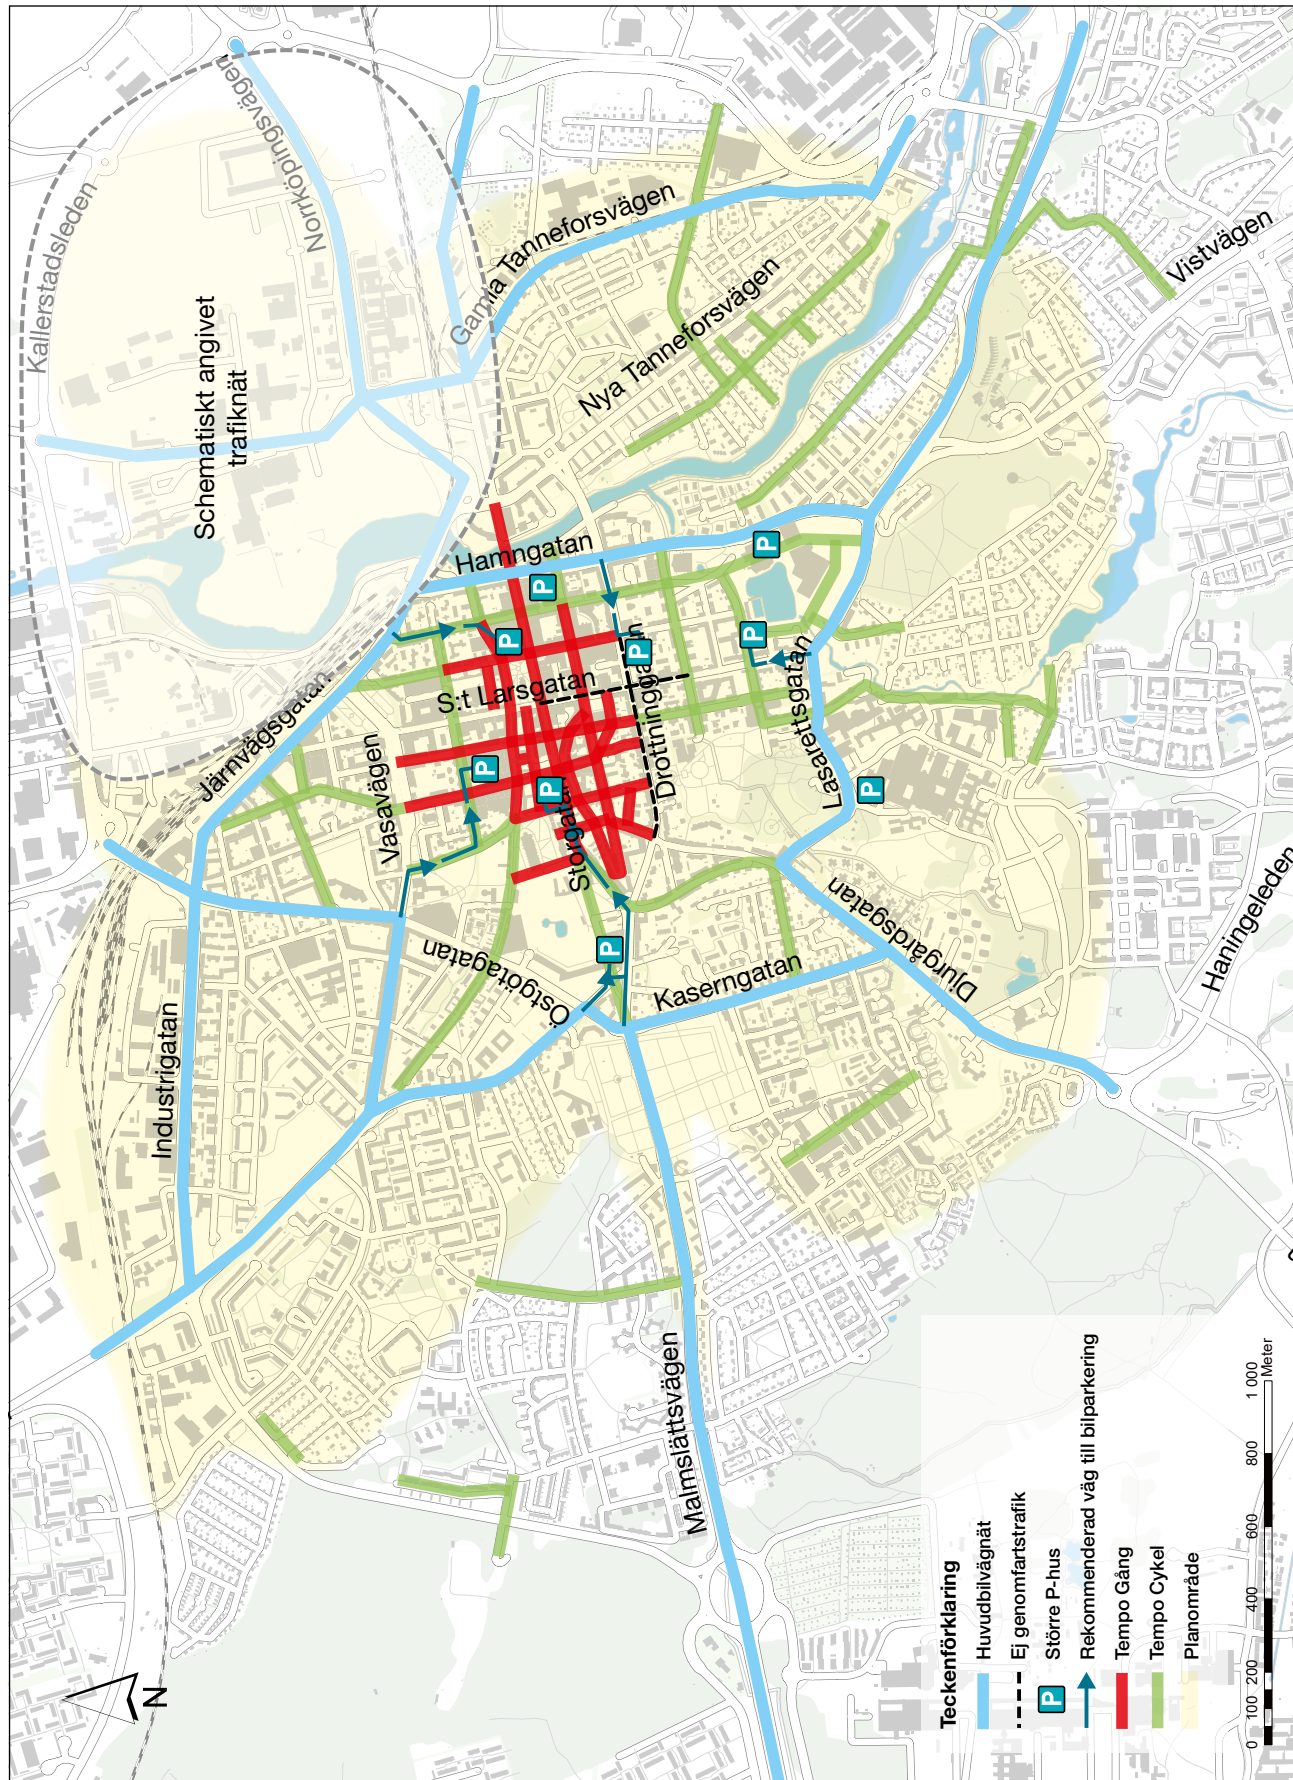 Kallerstadsleden
Norrköpingsvägen
Schematiskt angivet
trafiknät
Gamla Tanneforsvägen
Nya Tanneforsvägen
Vistvägen
Hamngatan
Järnvägsgatan
S:t Larsgatan
Drottninggatan
Vasavägen
Storgatan
Lasarettsgatan
Industrigatan
Östgötagatan
Kaserngatan
Djurgårdsgatan
Haningeleden
Malmslättsvägen
P
P
P
P
P
P
P
P
P
N
Teckenförklaring
Huvudbilvägnät
Ej genomfartstrafik
P Större P-hus
Rekommenderad väg till bilparkering
Tempo Gång
Tempo Cykel
Planområde
0 100 200 400 600 800 1 000
Meter